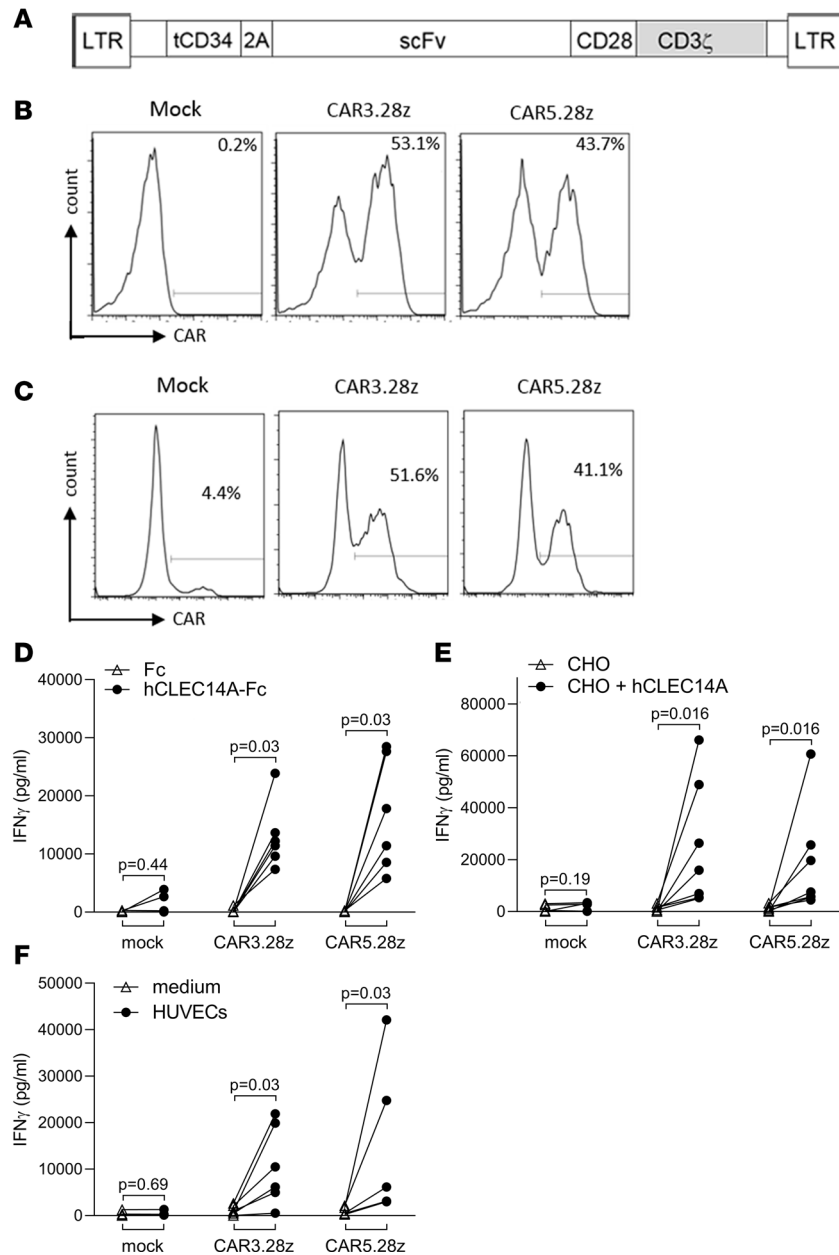 A
LTR tCD34 2A scFv CD28 CD3ζ LTR
B
Mock CAR3.28z CAR5.28z
0.2% 53.1% 43.7%
count
CAR
C
Mock CAR3.28z CAR5.28z
4.4% 51.6% 41.1%
count
CAR
D
Fc
hCLEC14A-Fc
40000
30000
20000
10000
0
IFNγ (pg/ml)
p=0.44
p=0.03
p=0.03
mock CAR3.28z CAR5.28z
E
CHO
CHO + hCLEC14A
80000
60000
40000
20000
0
IFNγ (pg/ml)
p=0.19
p=0.016
p=0.016
mock CAR3.28z CAR5.28z
F
medium
HUVECs
50000
40000
30000
20000
10000
0
IFNγ (pg/ml)
p=0.69
p=0.03
p=0.03
mock CAR3.28z CAR5.28z